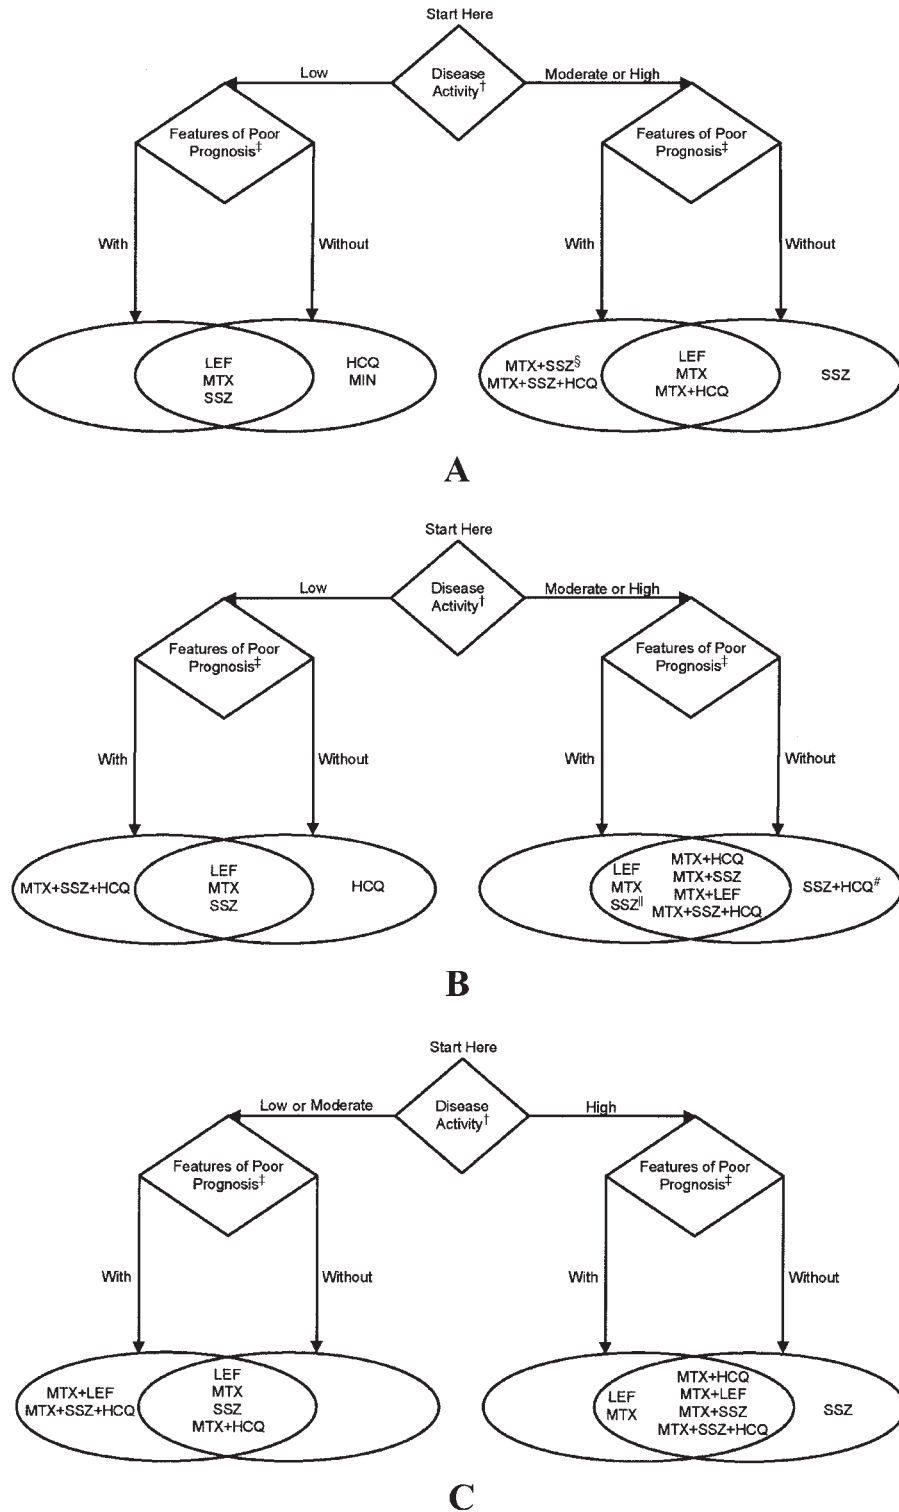 Start Here
Disease
Activity†
Low
Moderate or High
Features of Poor
Prognosis‡
Features of Poor
Prognosis‡
With
Without
With
Without
LEF
MTX
SSZ
HCQ
MIN
MTX+SSZ§
MTX+SSZ+HCQ
LEF
MTX
MTX+HCQ
SSZ
A
Start Here
Disease
Activity†
Low
Moderate or High
Features of Poor
Prognosis‡
Features of Poor
Prognosis‡
With
Without
With
Without
MTX+SSZ+HCQ
LEF
MTX
SSZ
HCQ
LEF
MTX
SSZ||
MTX+HCQ
MTX+SSZ
MTX+LEF
MTX+SSZ+HCQ
SSZ+HCQ#
B
Start Here
Disease
Activity†
Low or Moderate
High
Features of Poor
Prognosis‡
Features of Poor
Prognosis‡
With
Without
With
Without
MTX+LEF
MTX+SSZ+HCQ
LEF
MTX
SSZ
MTX+HCQ
LEF
MTX
MTX+HCQ
MTX+LEF
MTX+SSZ
MTX+SSZ+HCQ
SSZ
C